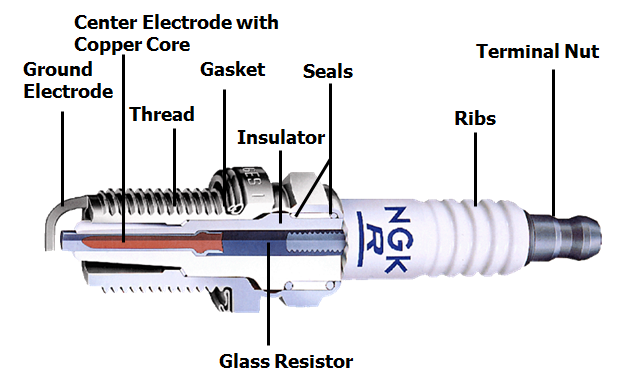 Center Electrode with
Copper Core
Ground
Electrode
Gasket
Seals
Terminal Nut
Thread
Insulator
Ribs
NGK
R
Glass Resistor